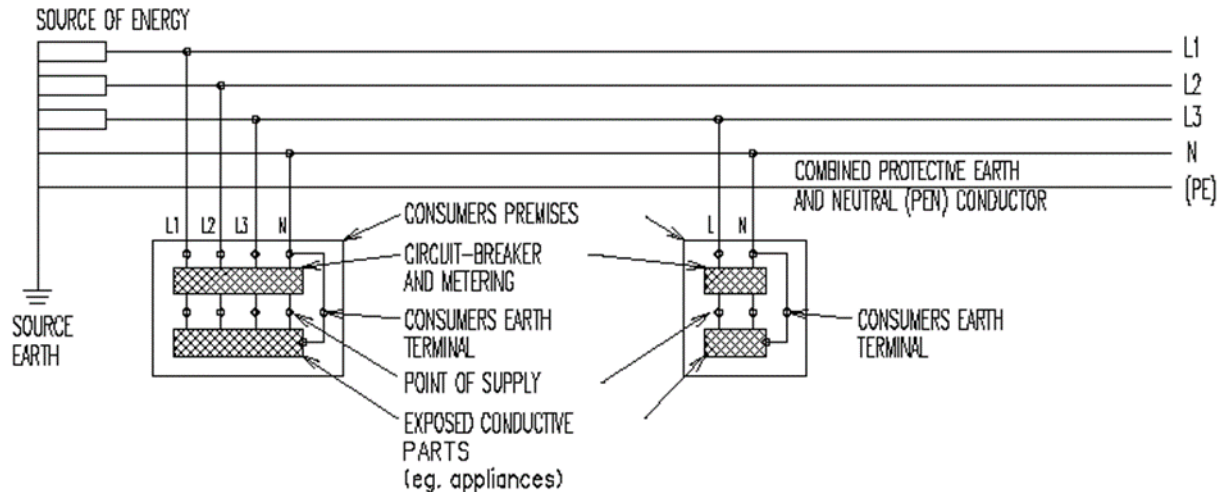 SOURCE OF ENERGY
L1
L2
L3
N
(PE)
COMBINED PROTECTIVE EARTH
AND NEUTRAL (PEN) CONDUCTOR
L1 L2 L3 N
CONSUMERS PREMISES
L N
CIRCUIT-BREAKER
AND METERING
SOURCE
EARTH
CONSUMERS EARTH
TERMINAL
CONSUMERS EARTH
TERMINAL
POINT OF SUPPLY
EXPOSED CONDUCTIVE
PARTS
(eg. appliances)